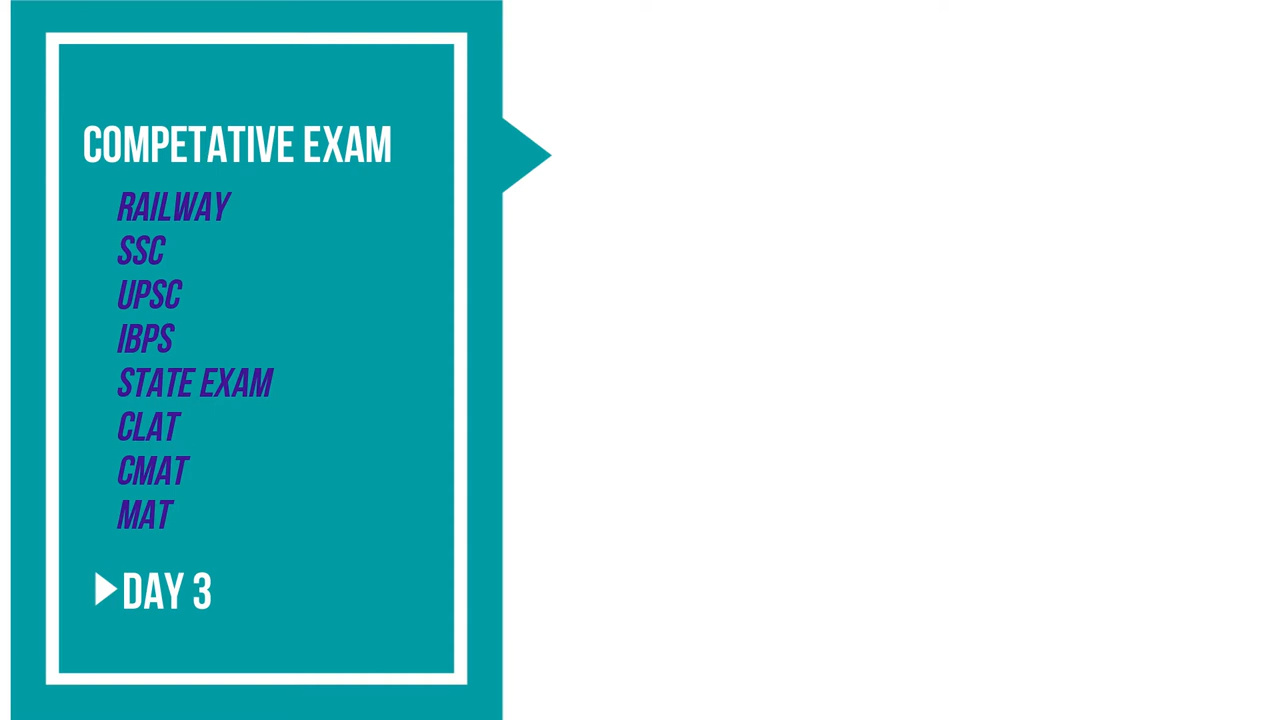 COMPETATIVE EXAM
RAILWAY
SSC
UPSC
IBPS
STATE EXAM
CLAT
CMAT
MAT
DAY 3